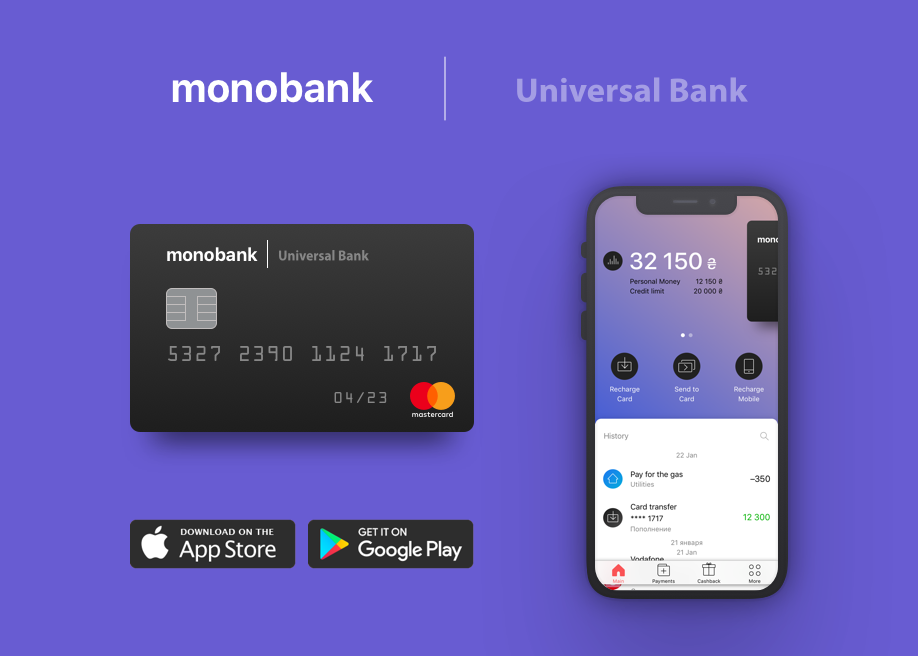 monobank
Universal Bank
monobank | Universal Bank
5327 2390 1124 1717
04/23
mastercard
DOWNLOAD ON THE
App Store
GET IT ON
Google Play
mono
532
32 150 ₴
Personal Money 12 150 ₴
Credit limit 20 000 ₴
Recharge Card
Send to Card
Recharge Mobile
History
22 Jan
Pay for the gas
Utilities
–350
Card transfer
**** 1717
12 300
Пополнение
21 января
21 Jan
Vodafone
Main
Payments
Cashback
More